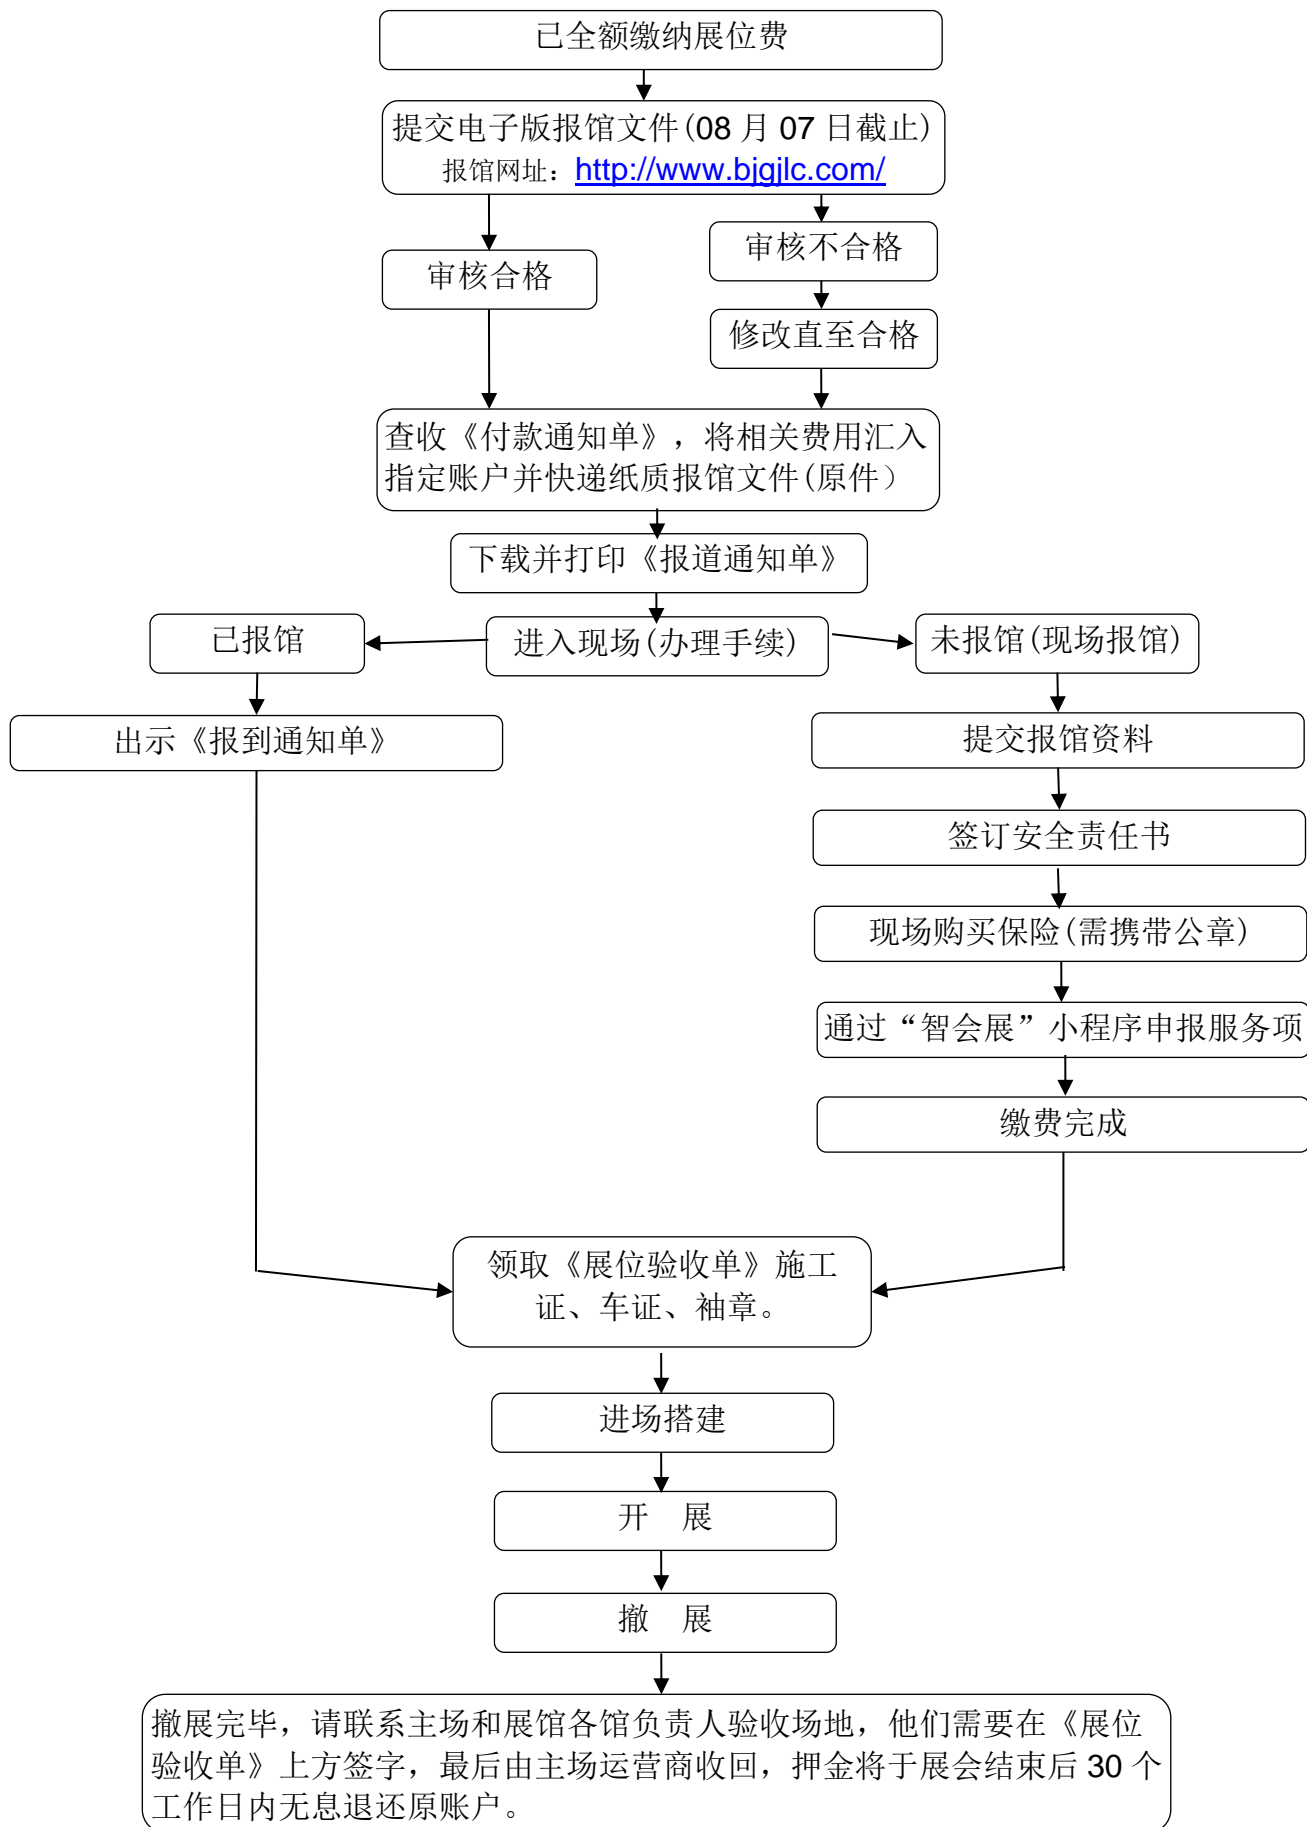 已全额缴纳展位费
提交电子版报馆文件(08 月 07 日截止)
报馆网址：http://www.bjgjlc.com/
审核合格
审核不合格
修改直至合格
查收《付款通知单》，将相关费用汇入
指定账户并快递纸质报馆文件(原件）
下载并打印《报道通知单》
已报馆
进入现场(办理手续)
未报馆(现场报馆)
出示《报到通知单》
提交报馆资料
签订安全责任书
现场购买保险(需携带公章)
通过“智会展”小程序申报服务项
缴费完成
领取《展位验收单》施工
证、车证、袖章。
进场搭建
开 展
撤 展
撤展完毕，请联系主场和展馆各馆负责人验收场地，他们需要在《展位
验收单》上方签字，最后由主场运营商收回，押金将于展会结束后 30 个
工作日内无息退还原账户。